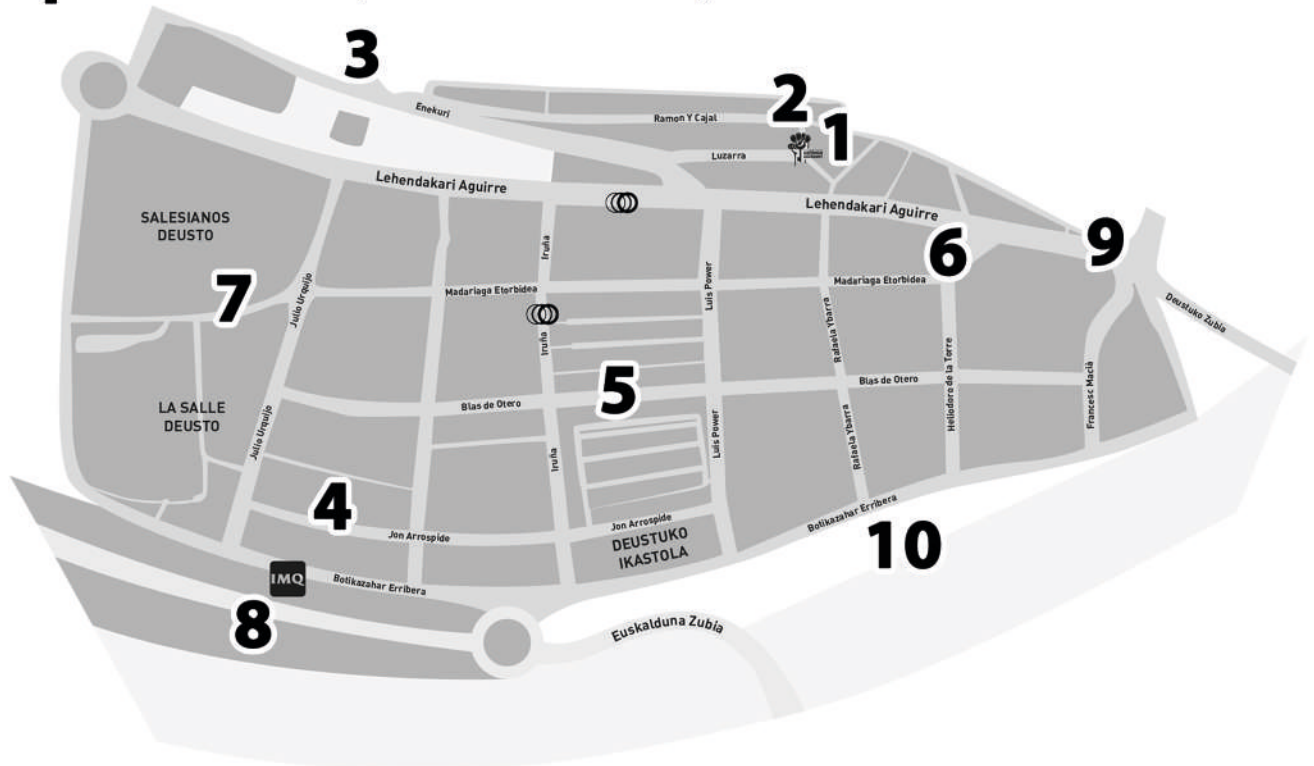 3
2
Enekuri
Ramon Y Cajal
1
Luzarra
Lehendakari Aguirre
Lehendakari Aguirre
SALESIANOS
DEUSTO
Iruña
6
9
7
Julio Urquijo
Madariaga Etorbidea
Luis Power
Madariaga Etorbidea
Deustuko Zubia
Iruña
Rafaela Ybarra
Heliodoro de la Torre
Francesc Macià
5
Blas de Otero
Blas de Otero
LA SALLE
DEUSTO
Julio Urquijo
Iruña
Luis Power
Rafaela Ybarra
4
Jon Arrospide
Jon Arrospide
DEUSTUKO
IKASTOLA
Botikazahar Erribera
10
IMQ
Botikazahar Erribera
8
Euskalduna Zubia